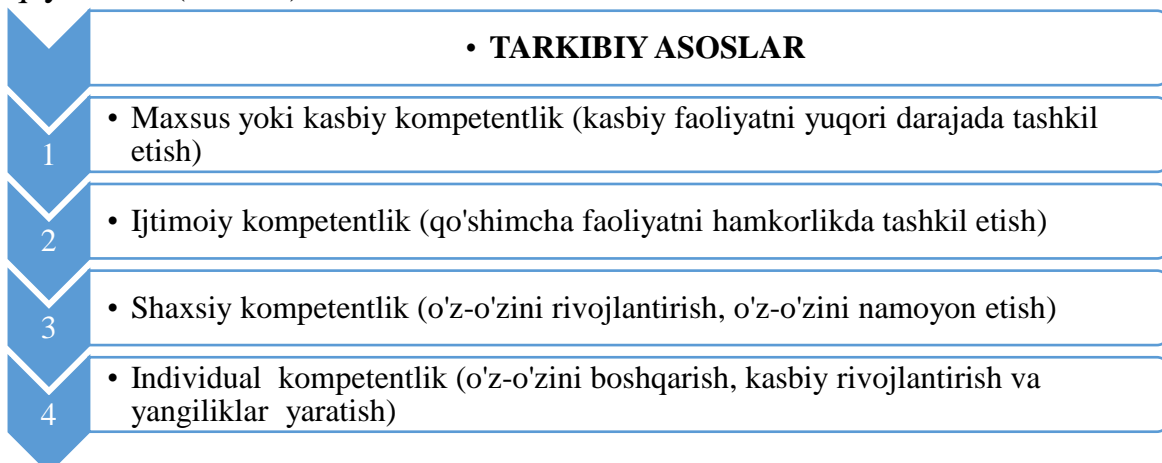 • TARKIBIY ASOSLAR
1
• Maxsus yoki kasbiy kompetentlik (kasbiy faoliyatni yuqori darajada tashkil
etish)
2
• Ijtimoiy kompetentlik (qo'shimcha faoliyatni hamkorlikda tashkil etish)
3
• Shaxsiy kompetentlik (o'z-o'zini rivojlantirish, o'z-o'zini namoyon etish)
4
• Individual kompetentlik (o'z-o'zini boshqarish, kasbiy rivojlantirish va
yangiliklar yaratish)